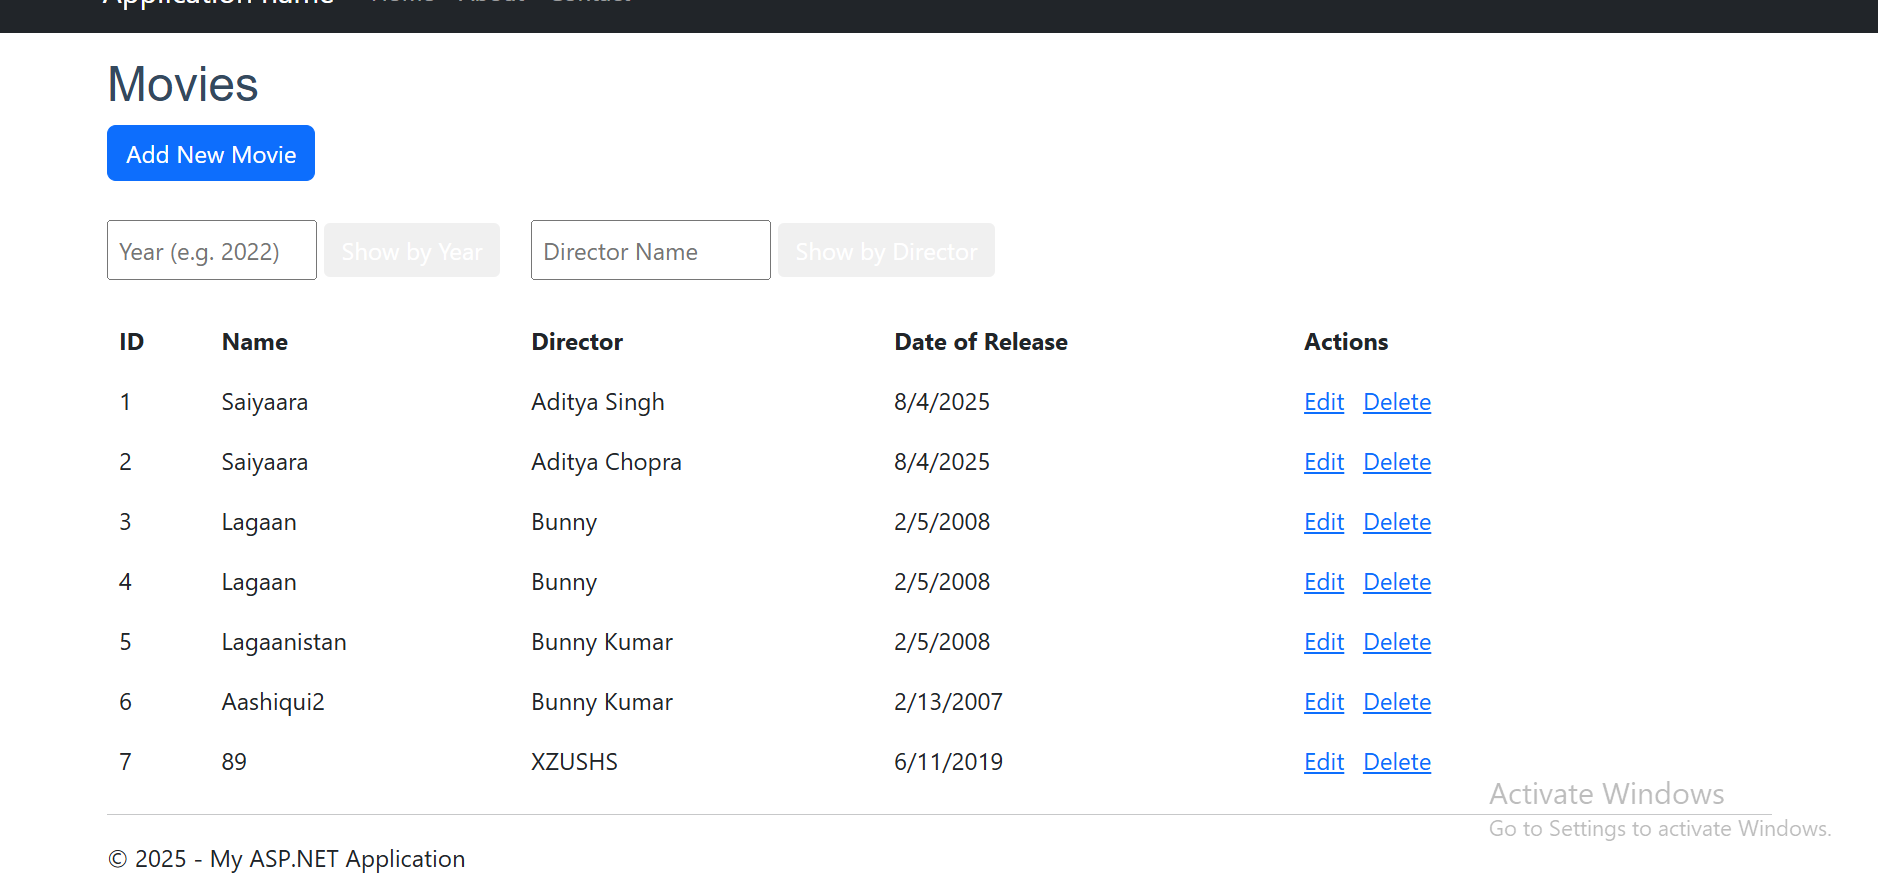 Application name Home About Contact
Movies
Add New Movie
Year (e.g. 2022) Show by Year Director Name Show by Director
ID Name Director Date of Release Actions
1 Saiyaara Aditya Singh 8/4/2025 Edit Delete
2 Saiyaara Aditya Chopra 8/4/2025 Edit Delete
3 Lagaan Bunny 2/5/2008 Edit Delete
4 Lagaan Bunny 2/5/2008 Edit Delete
5 Lagaanistan Bunny Kumar 2/5/2008 Edit Delete
6 Aashiqui2 Bunny Kumar 2/13/2007 Edit Delete
7 89 XZUSHS 6/11/2019 Edit Delete
Activate Windows
Go to Settings to activate Windows.
© 2025 - My ASP.NET Application